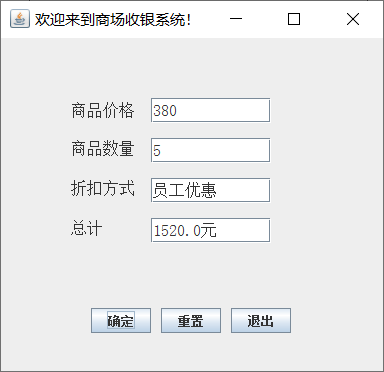 欢迎来到商场收银系统！
商品价格 380
商品数量 5
折扣方式 员工优惠
总计 1520.0元
确定 重置 退出